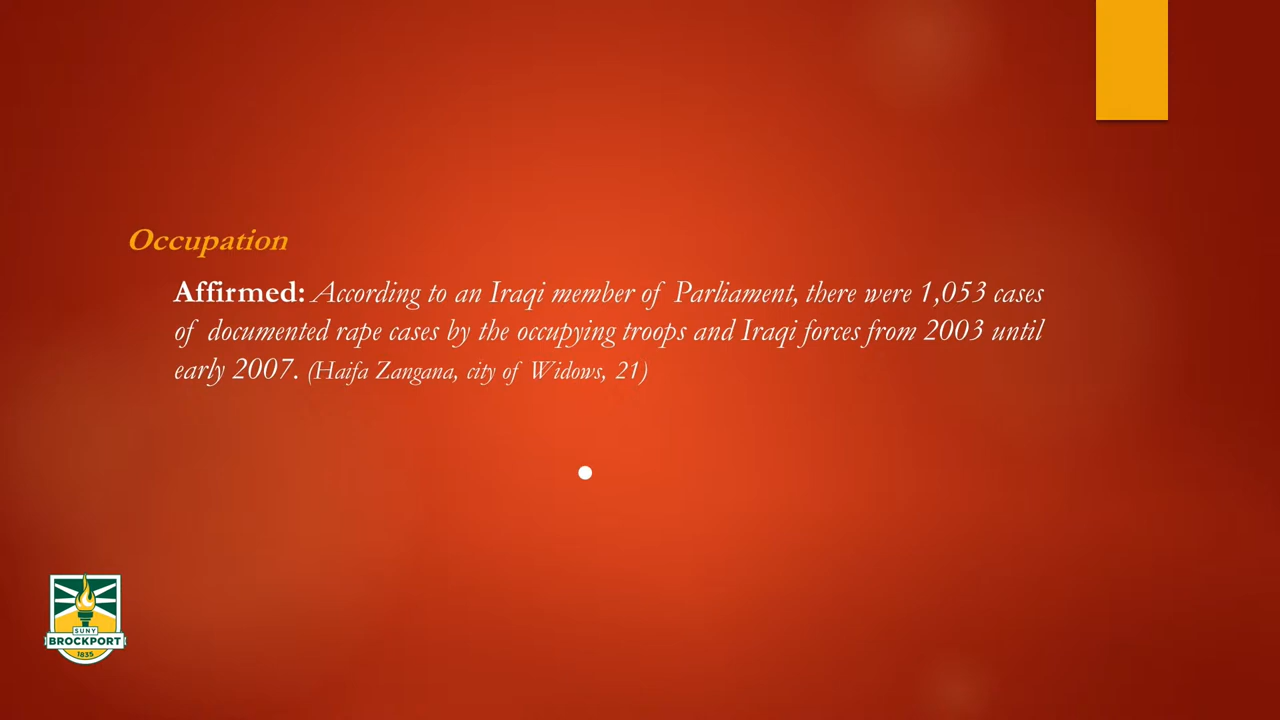 Occupation
Affirmed: According to an Iraqi member of Parliament, there were 1,053 cases
of documented rape cases by the occupying troops and Iraqi forces from 2003 until
early 2007. (Haifa Zangana, city of Widows, 21)
SUNY
BROCKPORT
1835